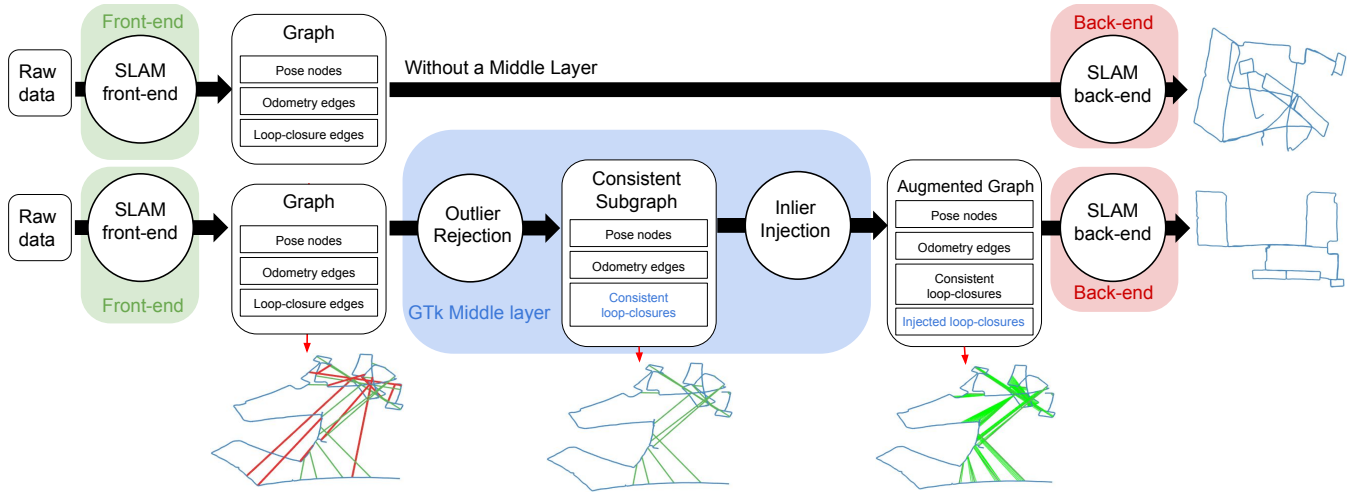 Front-end
Raw
data
SLAM
front-end
Graph
Pose nodes
Odometry edges
Loop-closure edges
Without a Middle Layer
Back-end
SLAM
back-end
Raw
data
SLAM
front-end
Front-end
Graph
Pose nodes
Odometry edges
Loop-closure edges
Outlier
Rejection
GTk Middle layer
Consistent
Subgraph
Pose nodes
Odometry edges
Consistent
loop-closures
Inlier
Injection
Augmented Graph
Pose nodes
Odometry edges
Consistent
loop-closures
Injected loop-closures
SLAM
back-end
Back-end